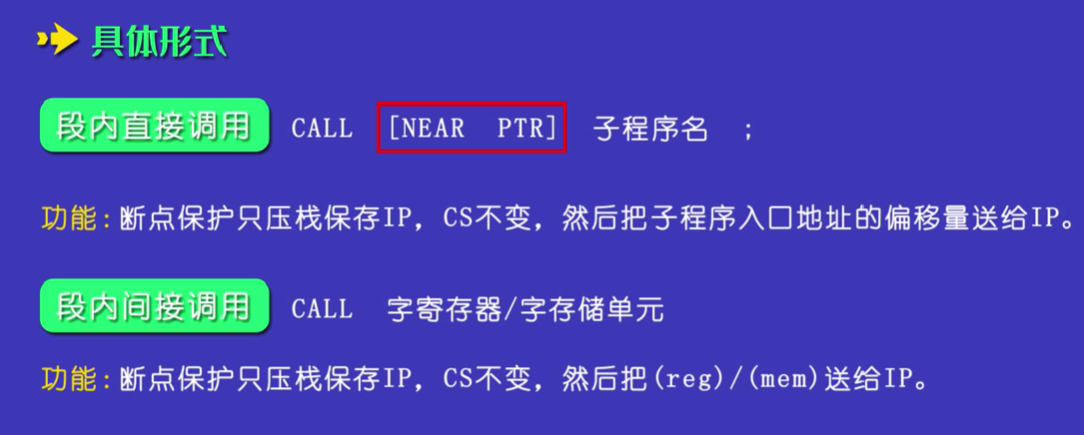 具体形式
段内直接调用 CALL [NEAR PTR] 子程序名 ;
功能:断点保护只压栈保存IP，CS不变，然后把子程序入口地址的偏移量送给IP。
段内间接调用 CALL 字寄存器/字存储单元
功能:断点保护只压栈保存IP，CS不变，然后把(reg)/(mem)送给IP。